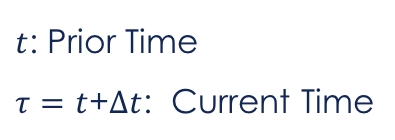 𝑡: Prior Time
𝜏 = 𝑡+Δ𝑡: Current Time